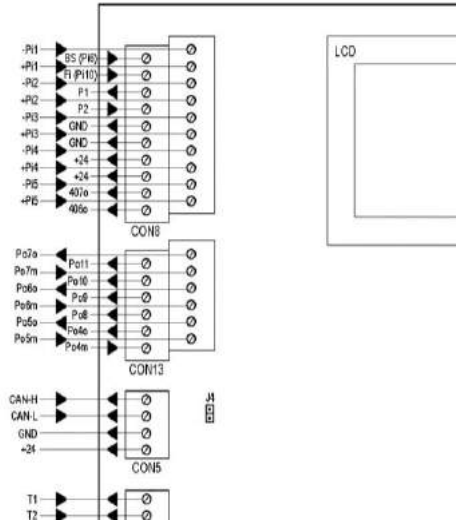 -Pi1
BS (Pi6)
+Pi1
Fi (Pi10)
-Pi2
P1
+Pi2
P2
-Pi3
GND
+Pi3
GND
-Pi4
+24
+Pi4
+24
-Pi5
407o
+Pi5
406o
CON8
LCD
Po7o
Po11
Po7m
Po10
Po6o
Po9
Po6m
Po8
Po5o
Po4o
Po5m
Po4m
CON13
CAN-H
CAN-L
GND
+24
CON5
J4
T1
T2